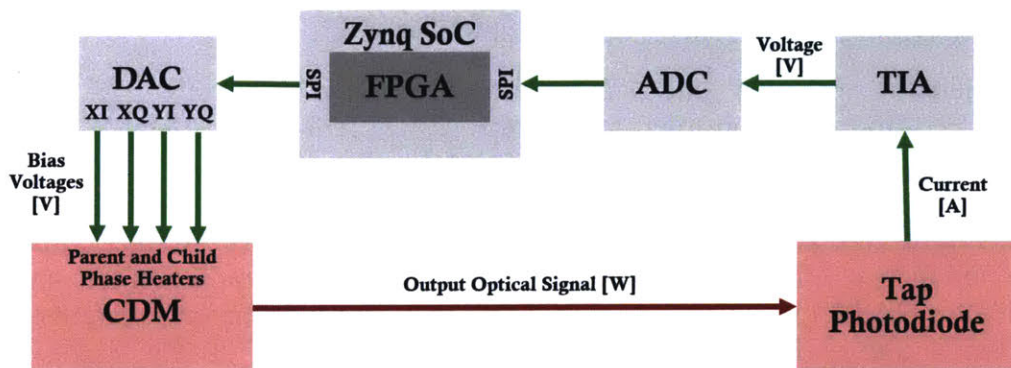 Zynq SoC
FPGA
SPI
SPI
DAC
XI XQ YI YQ
ADC
Voltage
[V]
TIA
Bias
Voltages
[V]
Current
[A]
Parent and Child
Phase Heaters
CDM
Output Optical Signal [W]
Tap
Photodiode